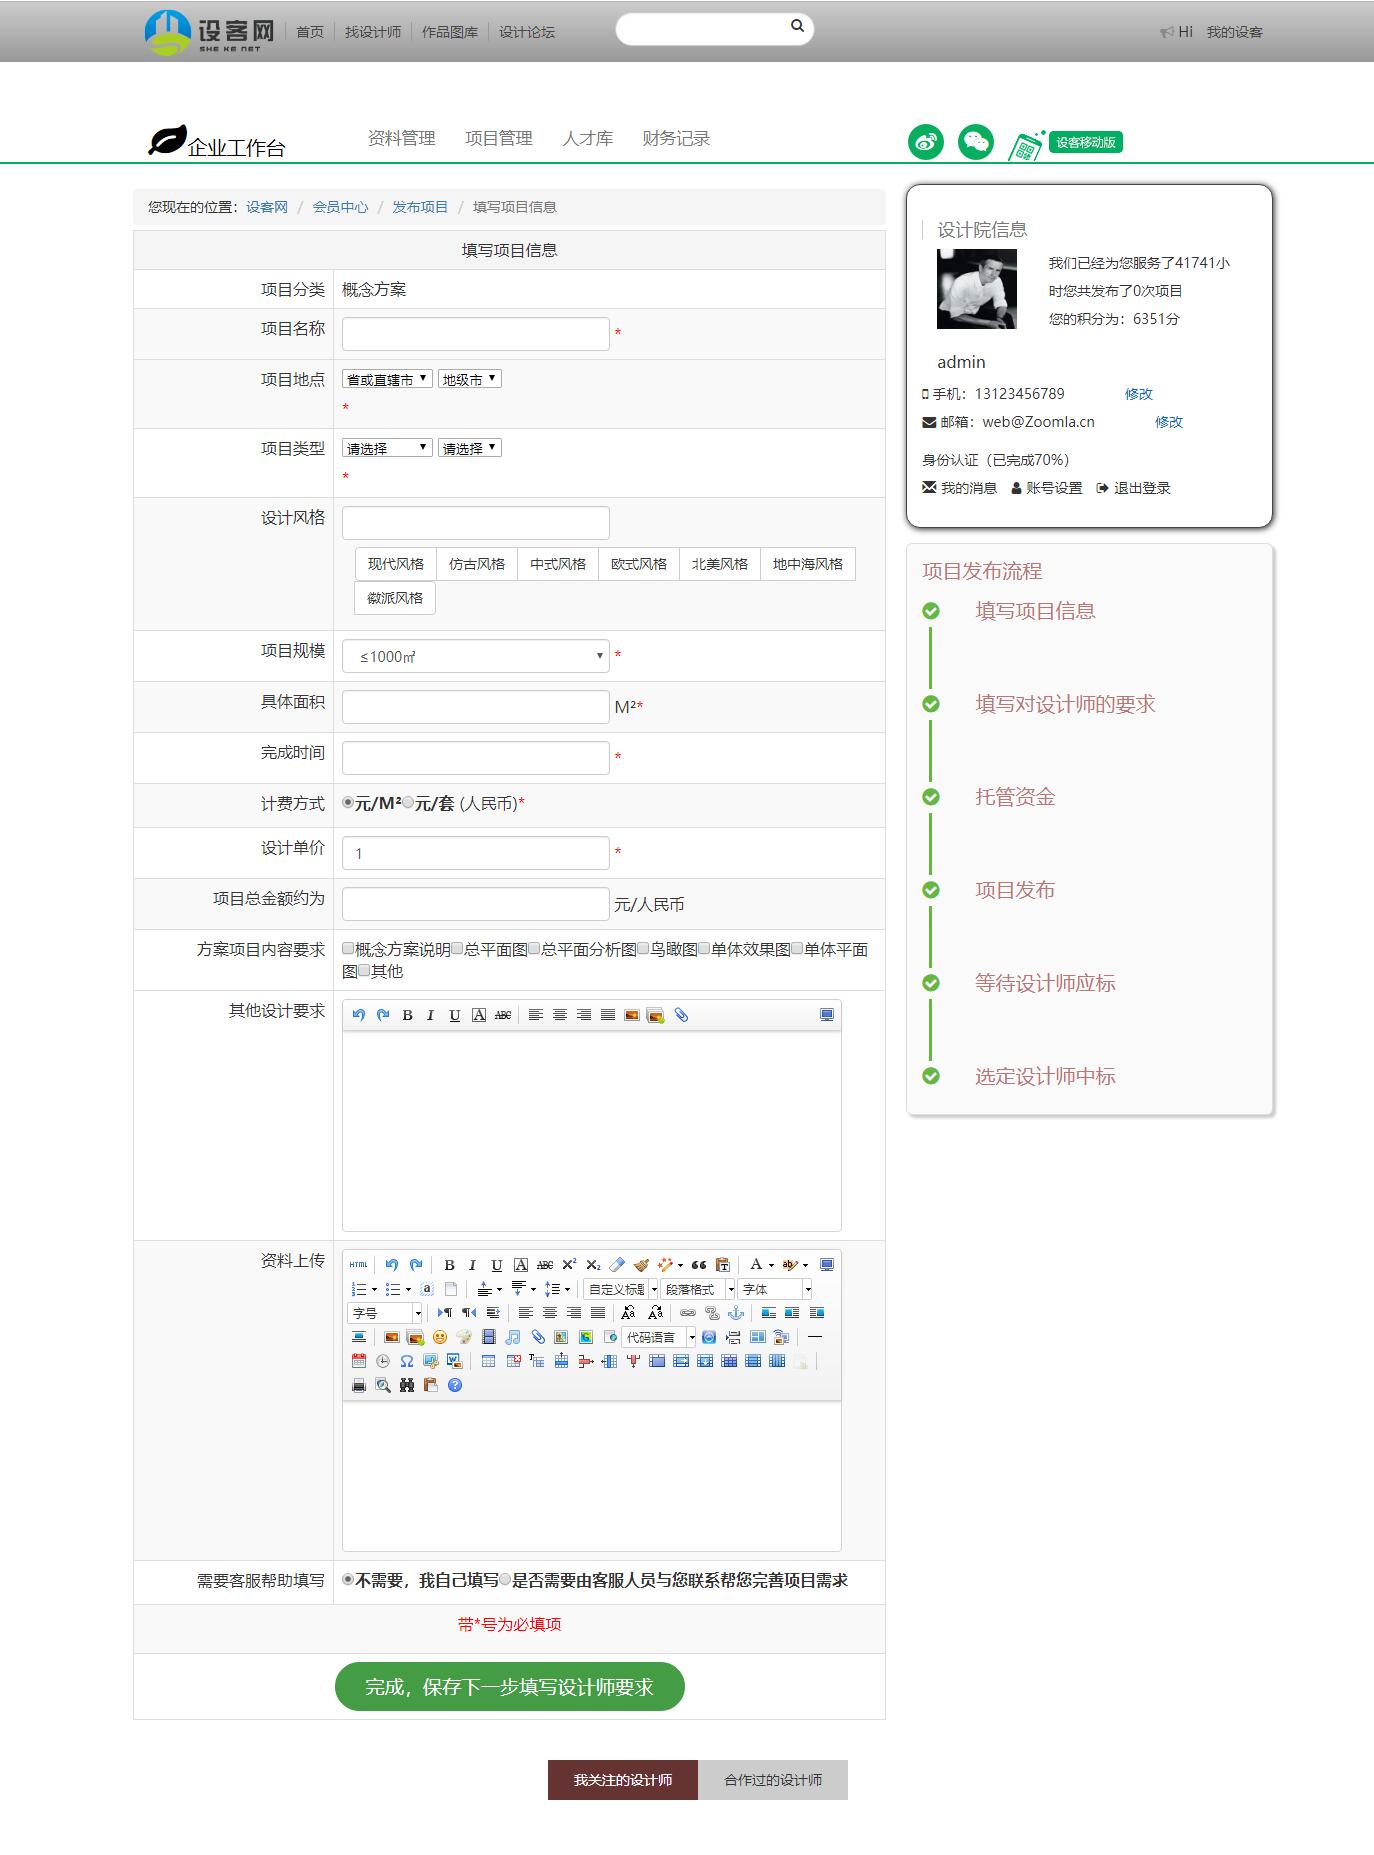 设客网
SHE KE NET
首页
找设计师
作品图库
设计论坛
Hi
我的设客
企业工作台
资料管理
项目管理
人才库
财务记录
设客移动版
您现在的位置：设客网 / 会员中心 / 发布项目 / 填写项目信息
填写项目信息
项目分类 概念方案
项目名称 *
项目地点 省或直辖市 地级市
*
项目类型 请选择 请选择
*
设计风格
现代风格 仿古风格 中式风格 欧式风格 北美风格 地中海风格
徽派风格
项目规模 ≤1000㎡ *
具体面积 M²*
完成时间 *
计费方式 元/M² 元/套 (人民币)*
设计单价 1 *
项目总金额约为 元/人民币
方案项目内容要求 概念方案说明 总平面图 总平面分析图 鸟瞰图 单体效果图 单体平面
图 其他
其他设计要求
B I U A ABC
资料上传
HTML B I U A ABC X² X₂ A ab
a 自定义标题 段落格式 字体
字号
代码语言
需要客服帮助填写 不需要，我自己填写 是否需要由客服人员与您联系帮您完善项目需求
带*号为必填项
完成，保存下一步填写设计师要求
我关注的设计师 合作过的设计师
设计院信息
我们已经为您服务了41741小
时您共发布了0次项目
您的积分为：6351分
admin
手机：13123456789 修改
邮箱：web@Zoomla.cn 修改
身份认证（已完成70%）
我的消息 账号设置 退出登录
项目发布流程
填写项目信息
填写对设计师的要求
托管资金
项目发布
等待设计师应标
选定设计师中标